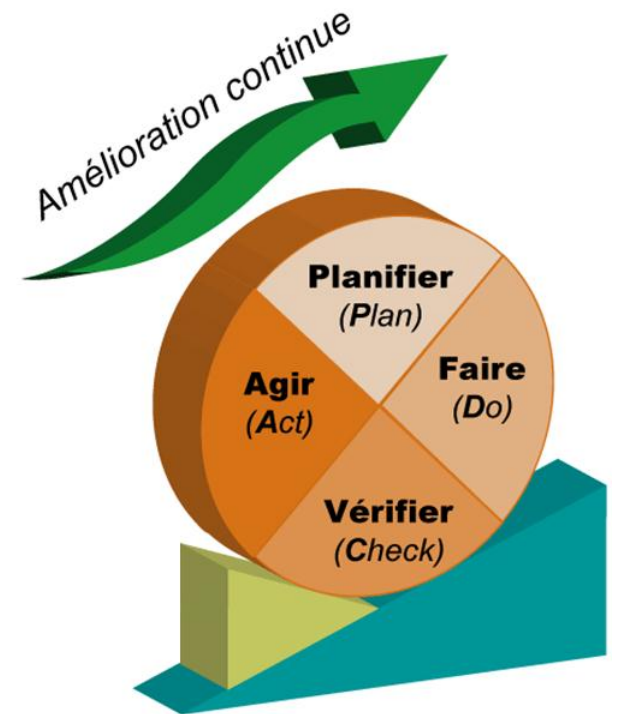 Amélioration continue
Planifier
(Plan)
Faire
(Do)
Agir
(Act)
Vérifier
(Check)